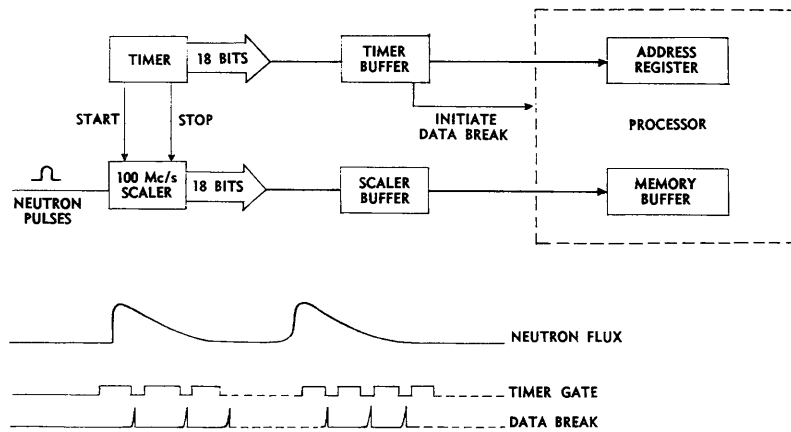 TIMER
18 BITS
TIMER
BUFFER
ADDRESS
REGISTER
START
STOP
INITIATE
DATA BREAK
PROCESSOR
NEUTRON
PULSES
100 Mc/s
SCALER
18 BITS
SCALER
BUFFER
MEMORY
BUFFER
NEUTRON FLUX
TIMER GATE
DATA BREAK